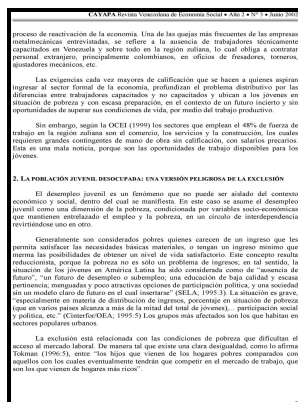 CAYAPA Revista Venezolana de Economía Social • Año 2 • N° 3 • Junio 2002
proceso de reactivación de la economía. Una de las quejas más frecuentes de las empresas
metalmecánicas entrevistadas, se refiere a la ausencia de trabajadores técnicamente
capacitados en Venezuela y sobre todo en la región zuliana, lo cual obliga a contratar
personal extranjero, principalmente colombianos, en oficios de fresadores, torneros,
ajustadores mecánicos, etc.
Las exigencias cada vez mayores de calificación que se hacen a quienes aspiran
ingresar al sector formal de la economía, profundizan el problema distributivo por las
diferencias entre trabajadores capacitados y no capacitados y ubican a los jóvenes en
situación de pobreza y con escasa preparación, en el contexto de un futuro incierto y sin
oportunidades de superar sus condiciones de vida, por medio del trabajo productivo.
Sin embargo, según la OCEI (1999) los sectores que emplean el 48% de fuerza de
trabajo en la región zuliana son el comercio, los servicios y la construcción, los cuales
requieren grandes contingentes de mano de obra sin calificación, con salarios precarios.
Esta es una mala noticia, porque son las oportunidades de trabajo disponibles para los
jóvenes.
2. LA POBLACIÓN JUVENIL DESOCUPADA: UNA VERSIÓN PELIGROSA DE LA EXCLUSIÓN
El desempleo juvenil es un fenómeno que no puede ser aislado del contexto
económico y social, dentro del cual se manifiesta. En este caso se asume el desempleo
juvenil como una dimensión de la pobreza, condicionada por variables socio-económicas
que mantienen entrelazado el empleo y la pobreza, en un círculo de interdependencia
revirtiéndose uno en otro.
Generalmente son considerados pobres quienes carecen de un ingreso que les
permita satisfacer las necesidades básicas materiales, o tengan un ingreso mínimo que
merma las posibilidades de obtener un nivel de vida satisfactorio. Este concepto resulta
reduccionista, porque la pobreza no es sólo un problema de ingresos; en tal sentido, la
situación de los jóvenes en América Latina ha sido considerada como de "ausencia de
futuro", "un futuro de desempleo o subempleo; una educación de baja calidad y escasa
pertinencia; menguadas y poco atractivas opciones de participación política, y una sociedad
sin un modelo claro de futuro en el cual insertarse" (SELA; 1995:3). La situación es grave,
"especialmente en materia de distribución de ingresos, porcentaje en situación de pobreza
(que en varios países alcanza a más de la mitad del total de jóvenes),... participación social
y política, etc." (Cinterfor/OEA; 1995:5) Los grupos más afectados son los que habitan en
sectores populares urbanos.
La exclusión está relacionada con las condiciones de pobreza que dificultan el
acceso al mercado laboral. De manera tal que existe una clara desigualdad, como lo afirma
Tokman (1996:5), entre "los hijos que vienen de los hogares pobres comparados con
aquellos con los cuales eventualmente tendrán que competir en el mercado de trabajo, que
son los que vienen de hogares más ricos".